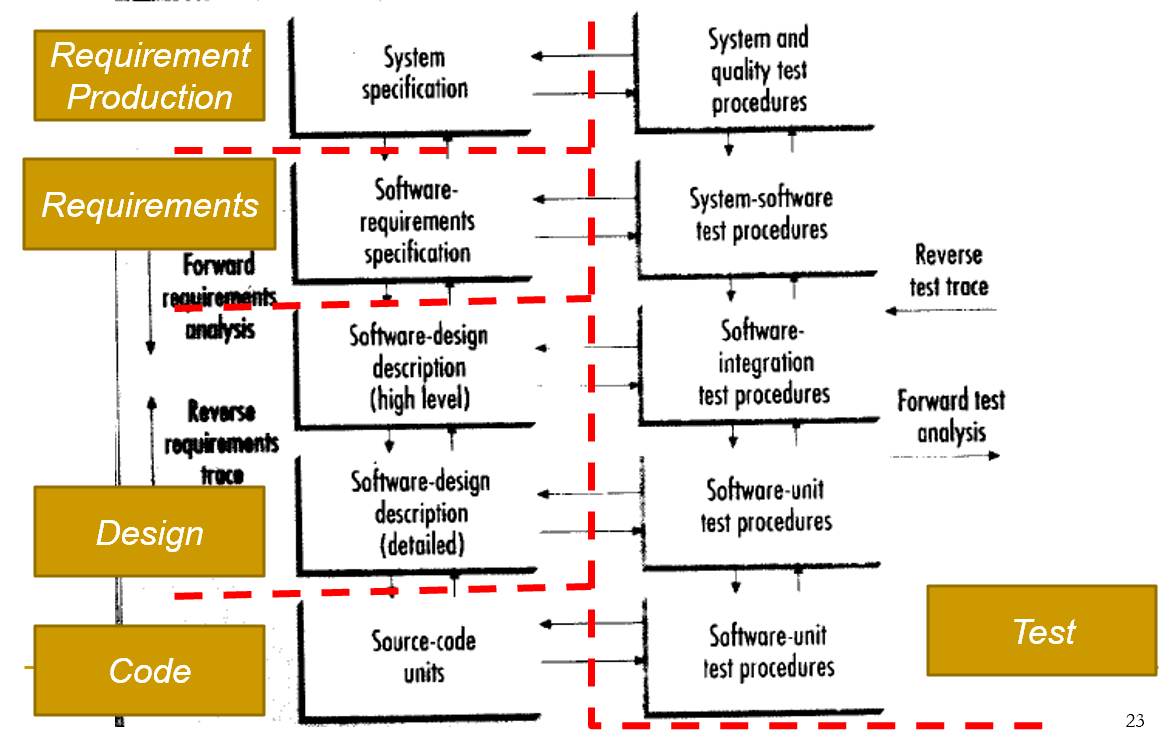 Requirement
Production
System
specification
System and
quality test
procedures
Requirements
Software-
requirements
specification
System-software
test procedures
Forward
requirements
analysis
Reverse
test trace
Software-design
description
(high level)
Software-
integration
test procedures
Reverse
requirements
trace
Forward test
analysis
Software-design
description
(detailed)
Software-unit
test procedures
Design
Source-code
units
Software-unit
test procedures
Code
Test
23